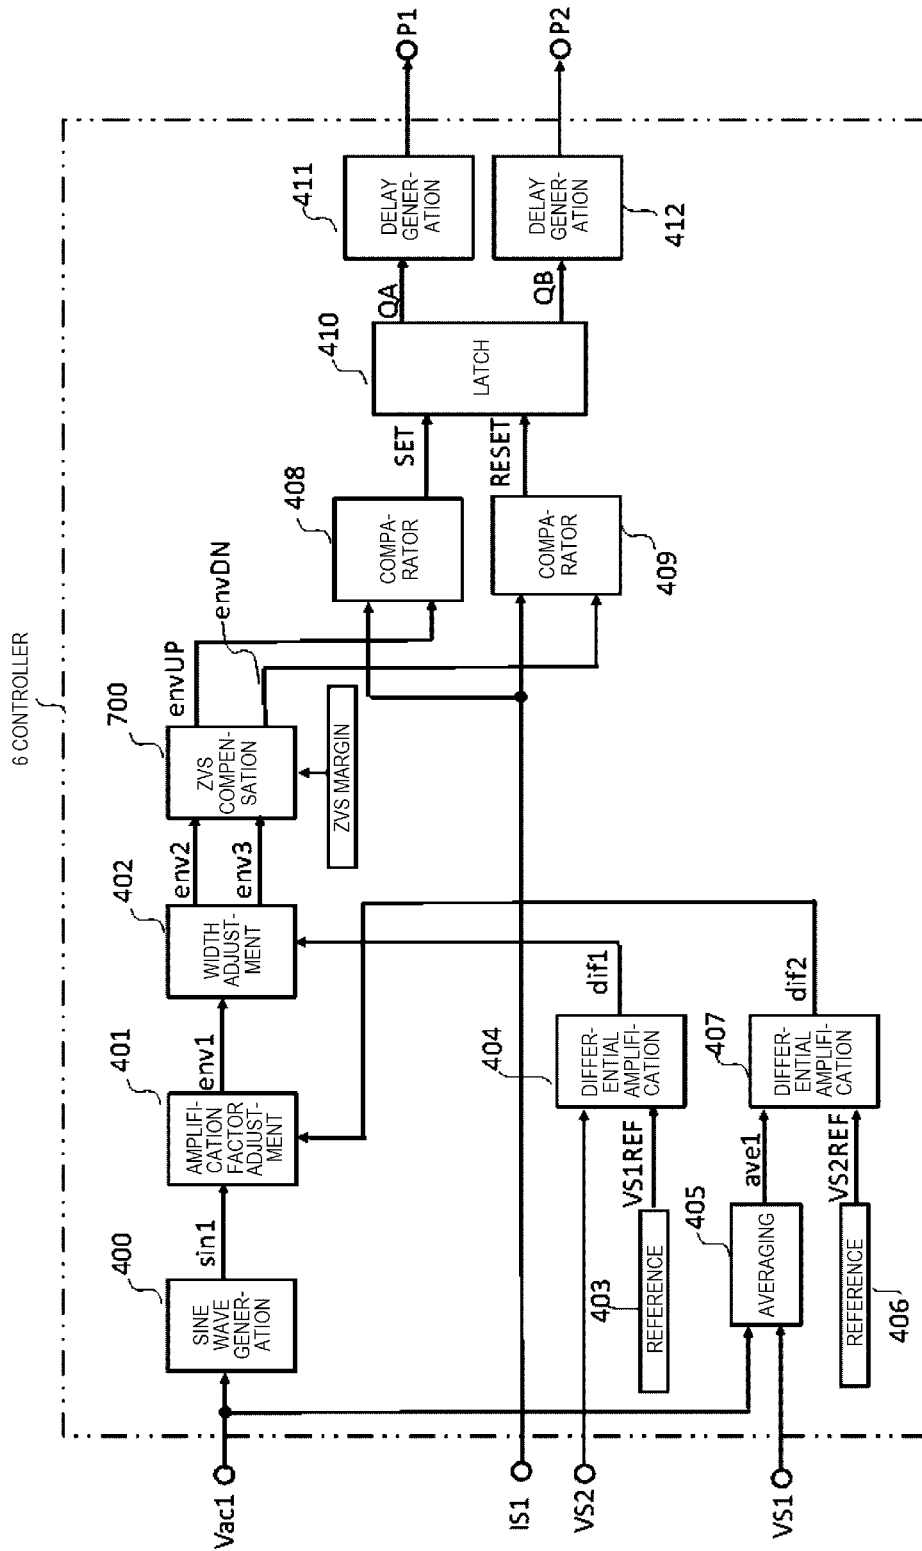 6 CONTROLLER
Vac1
IS1
VS2
VS1
400
SINE
WAVE
GENER-
ATION
sin1
401
AMPLIFI-
CATION
FACTOR
ADJUST-
MENT
env1
402
WIDTH
ADJUST-
MENT
env2
env3
700
ZVS
COMPEN-
SATION
ZVS MARGIN
envUP
envDN
403
REFERENCE
VS1REF
404
DIFFER-
ENTIAL
AMPLIFI-
CATION
dif1
405
AVERAGING
ave1
406
REFERENCE
VS2REF
407
DIFFER-
ENTIAL
AMPLIFI-
CATION
dif2
408
COMPA-
RATOR
SET
409
COMPA-
RATOR
RESET
410
LATCH
QA
QB
411
DELAY
GENER-
ATION
412
DELAY
GENER-
ATION
P1
P2